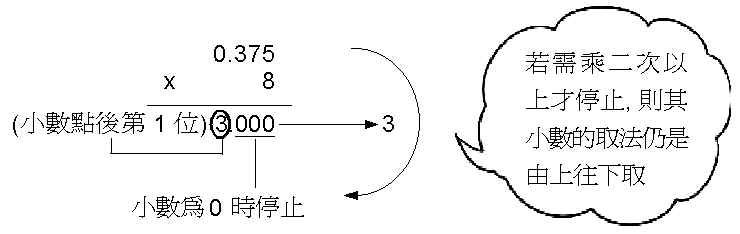 0.375
x 8
(小數點後第 1 位) 3.000 3
小數爲 0 時停止
若需乘二次以
上才停止, 則其
小數的取法仍是
由上往下取